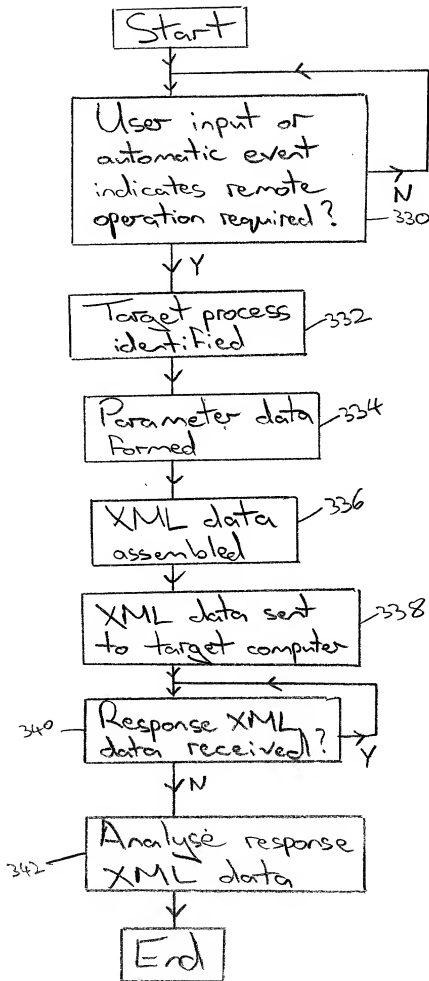 Start
User input or
automatic event
indicates remote
operation required?
N
330
Y
Target process
identified
332
Parameter data
formed
334
XML data
assembled
336
XML data sent
to target computer
338
340
Response XML
data received?
Y
N
342
Analyse response
XML data
End